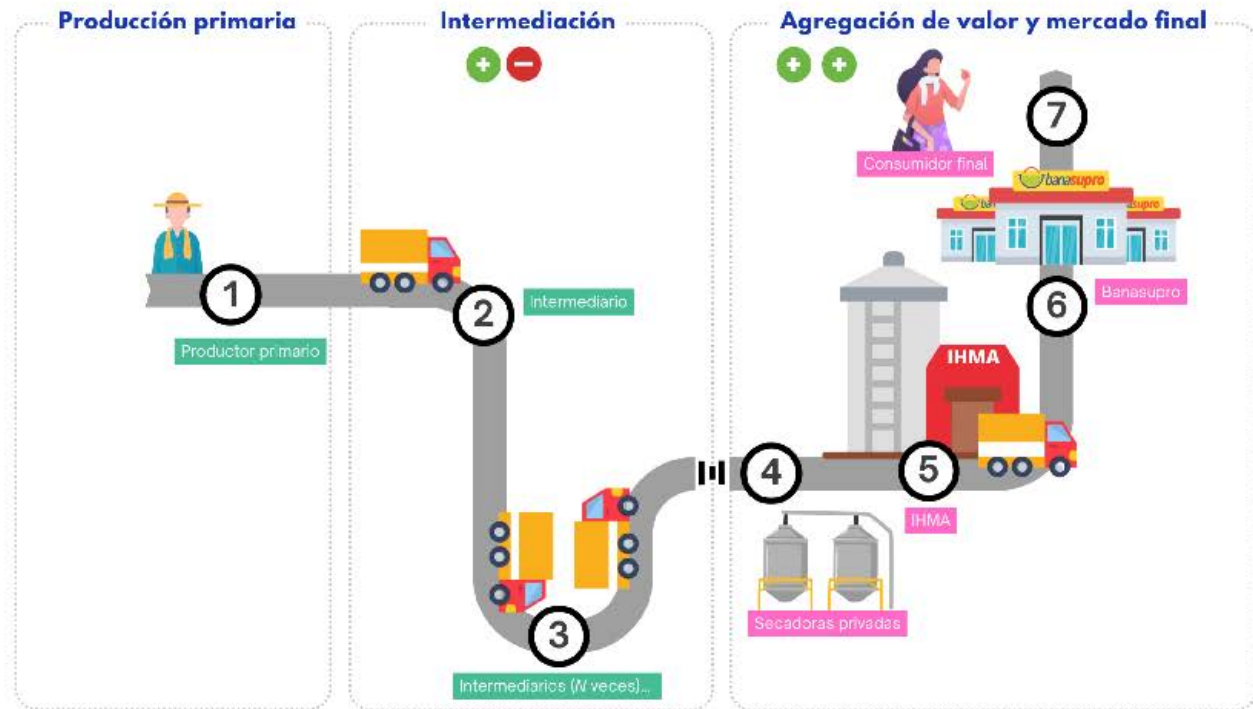 Producción primaria
Intermediación
Agregación de valor y mercado final
7
Consumidor final
banasupro
1
Productor primario
2
Intermediario
6
Banasupro
IHMA
4
5
IHMA
3
Secadoras privadas
Intermediarios (N veces)...